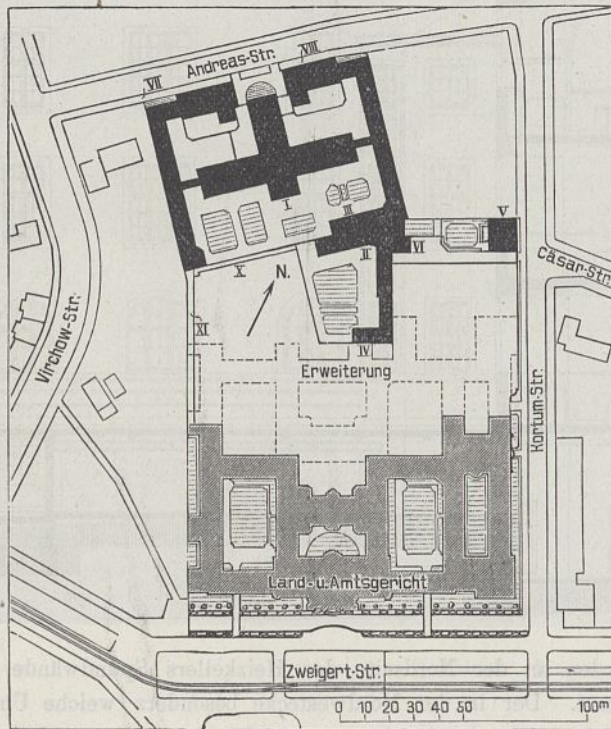 Andreas-Str.
VII
VIII
I
III
V
VI
II
Cäsar-Str.
X
N.
XI
Virchow-Str.
IV
Erweiterung
Kortum-Str.
Land- u. Amtsgericht
Zweigert-Str.
0 10 20 30 40 50 100m